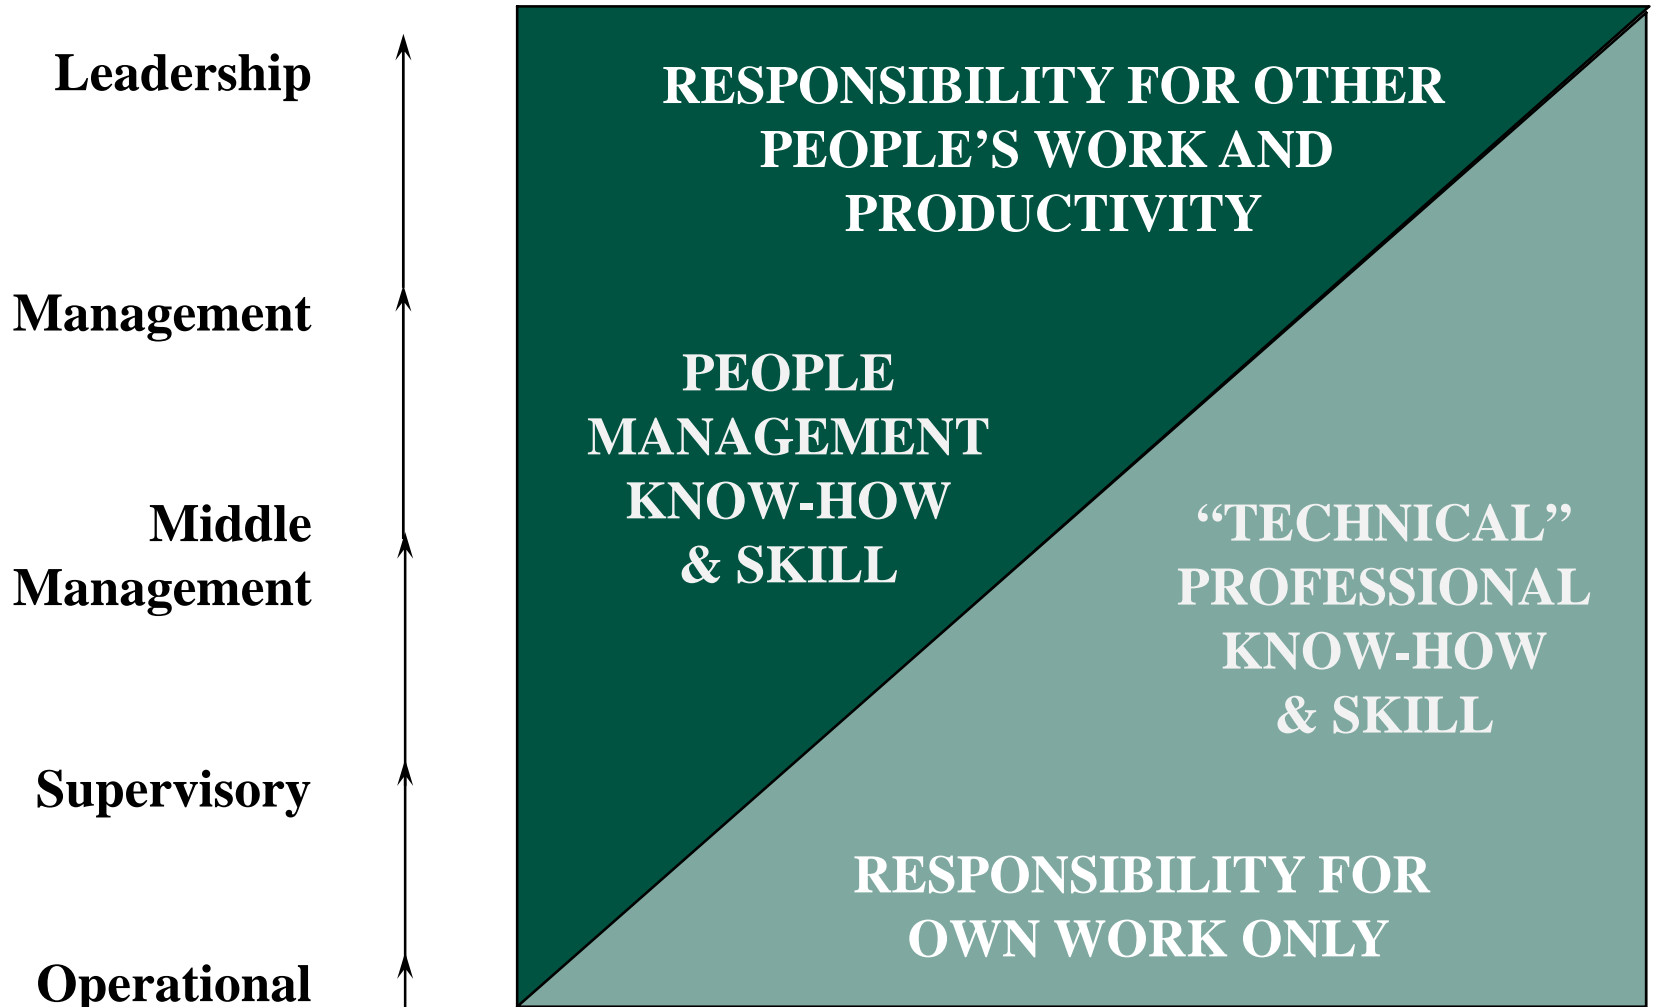 Leadership
Management
Middle
Management
Supervisory
Operational
RESPONSIBILITY FOR OTHER
PEOPLE’S WORK AND
PRODUCTIVITY
PEOPLE
MANAGEMENT
KNOW-HOW
& SKILL
“TECHNICAL”
PROFESSIONAL
KNOW-HOW
& SKILL
RESPONSIBILITY FOR
OWN WORK ONLY